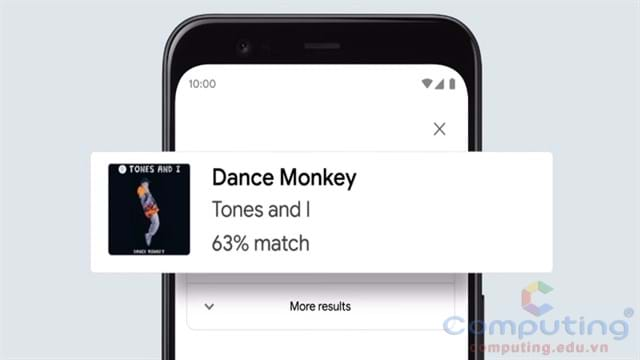 10:00
TONES AND I
DANCE MONKEY
Dance Monkey
Tones and I
63% match
More results
Computing®
computing.edu.vn